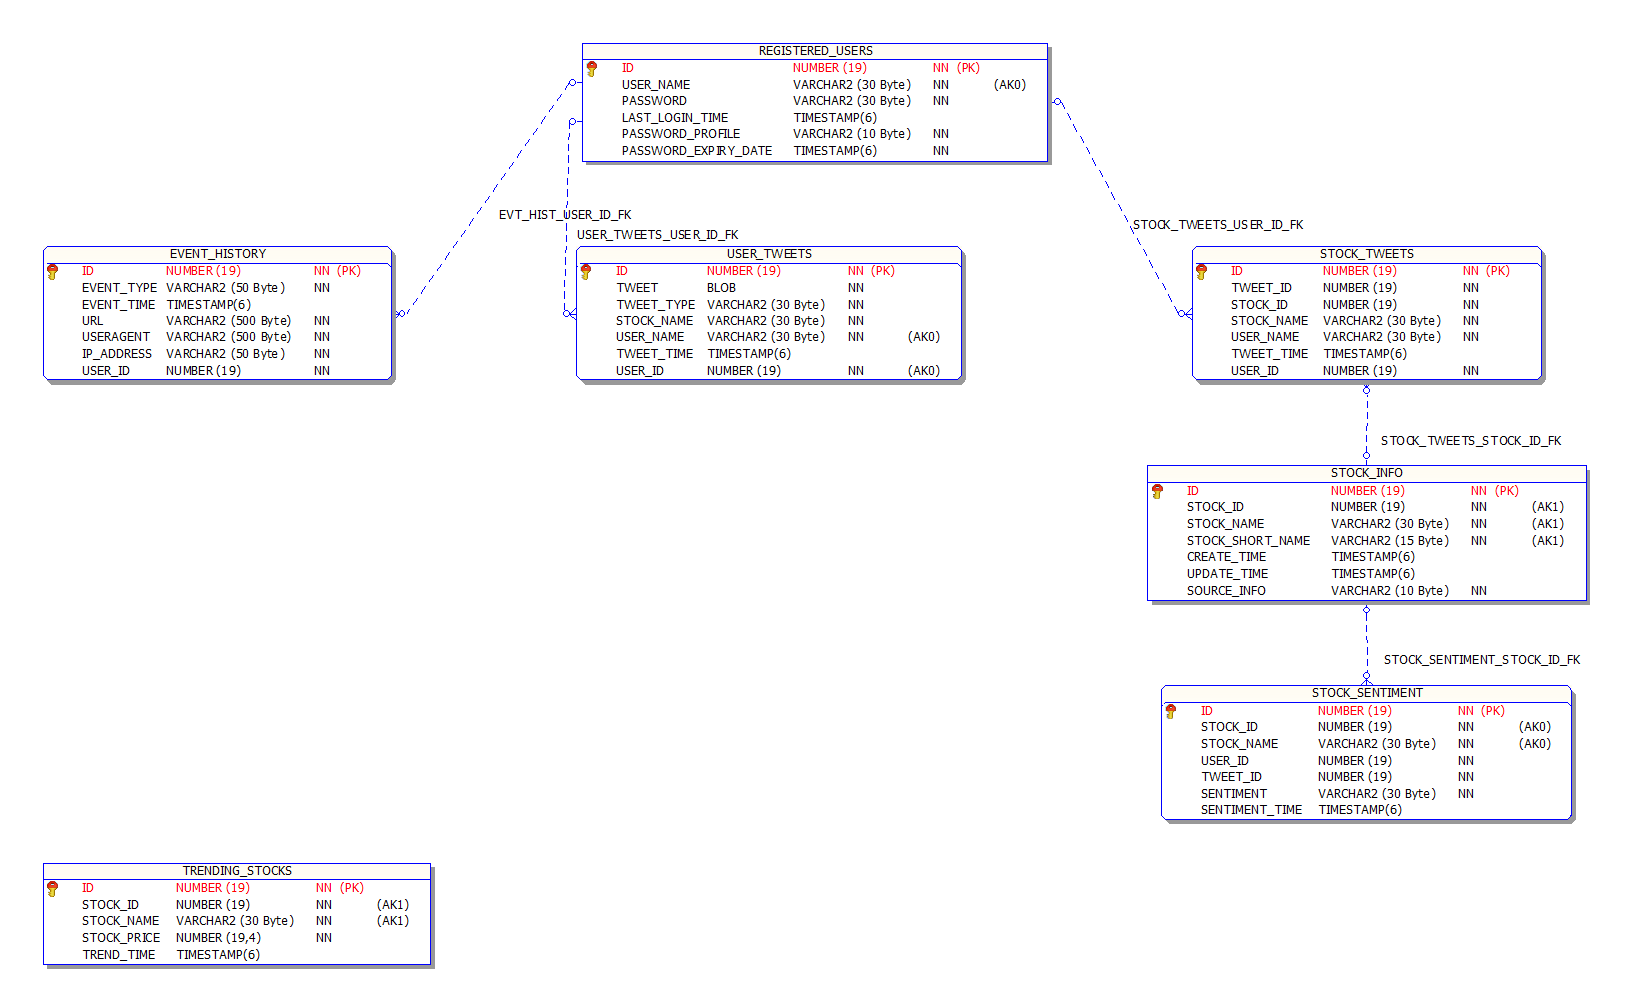 REGISTERED_USERS
ID NUMBER (19) NN (PK)
USER_NAME VARCHAR2 (30 Byte) NN (AK0)
PASSWORD VARCHAR2 (30 Byte) NN
LAST_LOGIN_TIME TIMESTAMP(6)
PASSWORD_PROFILE VARCHAR2 (10 Byte) NN
PASSWORD_EXPIRY_DATE TIMESTAMP(6) NN
EVT_HIST_USER_ID_FK
USER_TWEETS_USER_ID_FK
STOCK_TWEETS_USER_ID_FK
EVENT_HISTORY
ID NUMBER (19) NN (PK)
EVENT_TYPE VARCHAR2 (50 Byte) NN
EVENT_TIME TIMESTAMP(6)
URL VARCHAR2 (500 Byte) NN
USERAGENT VARCHAR2 (500 Byte) NN
IP_ADDRESS VARCHAR2 (50 Byte) NN
USER_ID NUMBER (19) NN
USER_TWEETS
ID NUMBER (19) NN (PK)
TWEET BLOB NN
TWEET_TYPE VARCHAR2 (30 Byte) NN
STOCK_NAME VARCHAR2 (30 Byte) NN
USER_NAME VARCHAR2 (30 Byte) NN (AK0)
TWEET_TIME TIMESTAMP(6)
USER_ID NUMBER (19) NN (AK0)
STOCK_TWEETS
ID NUMBER (19) NN (PK)
TWEET_ID NUMBER (19) NN
STOCK_ID NUMBER (19) NN
STOCK_NAME VARCHAR2 (30 Byte) NN
USER_NAME VARCHAR2 (30 Byte) NN
TWEET_TIME TIMESTAMP(6)
USER_ID NUMBER (19) NN
STOCK_TWEETS_STOCK_ID_FK
STOCK_INFO
ID NUMBER (19) NN (PK)
STOCK_ID NUMBER (19) NN (AK1)
STOCK_NAME VARCHAR2 (30 Byte) NN (AK1)
STOCK_SHORT_NAME VARCHAR2 (15 Byte) NN (AK1)
CREATE_TIME TIMESTAMP(6)
UPDATE_TIME TIMESTAMP(6)
SOURCE_INFO VARCHAR2 (10 Byte) NN
STOCK_SENTIMENT_STOCK_ID_FK
STOCK_SENTIMENT
ID NUMBER (19) NN (PK)
STOCK_ID NUMBER (19) NN (AK0)
STOCK_NAME VARCHAR2 (30 Byte) NN (AK0)
USER_ID NUMBER (19) NN
TWEET_ID NUMBER (19) NN
SENTIMENT VARCHAR2 (30 Byte) NN
SENTIMENT_TIME TIMESTAMP(6)
TRENDING_STOCKS
ID NUMBER (19) NN (PK)
STOCK_ID NUMBER (19) NN (AK1)
STOCK_NAME VARCHAR2 (30 Byte) NN (AK1)
STOCK_PRICE NUMBER (19,4) NN
TREND_TIME TIMESTAMP(6)